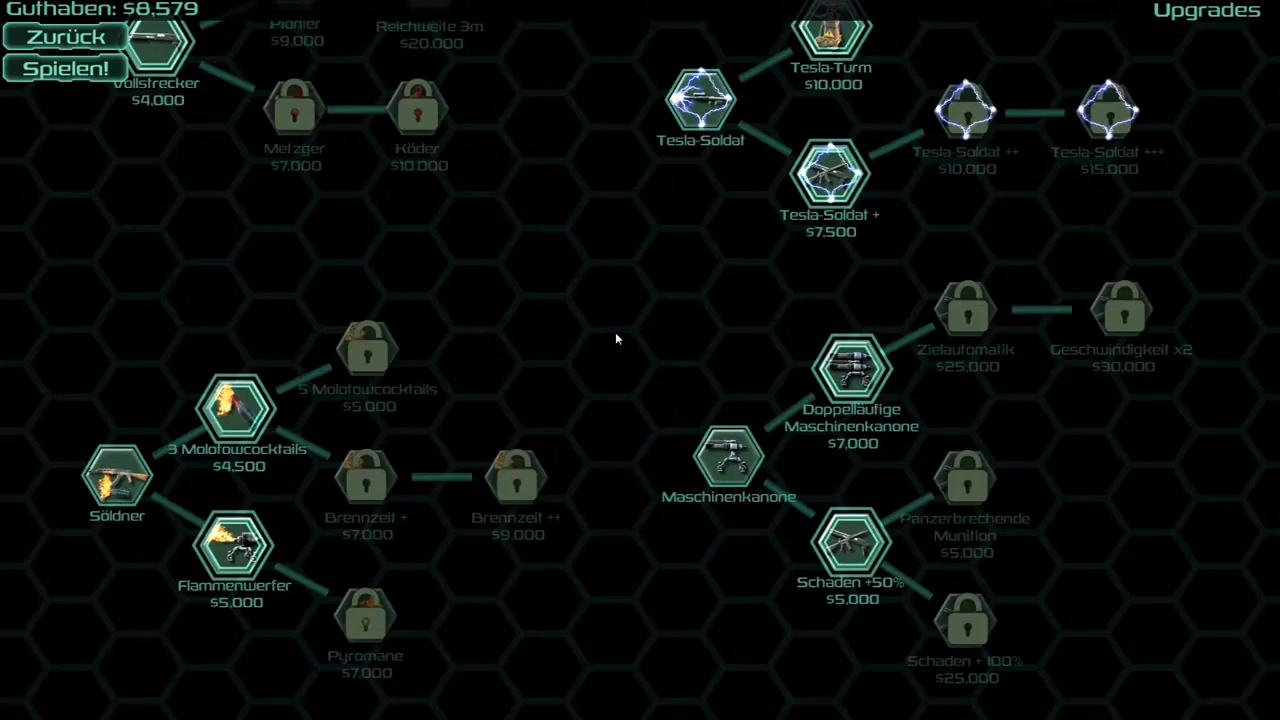 Guthaben: $8,579
Upgrades
Zurück
Spielen!
Vollstrecker
$4,000
Pionier
$9,000
Reichweite 3m
$20,000
Metzger
$7,000
Köder
$10,000
Tesla-Turm
$10,000
Tesla-Soldat
Tesla-Soldat +
$7,500
Tesla-Soldat ++
$10,000
Tesla-Soldat +++
$15,000
5 Molotowcocktails
$5,000
3 Molotowcocktails
$4,500
Söldner
Brennzeit +
$7,000
Brennzeit ++
$9,000
Flammenwerfer
$5,000
Pyromane
$7,000
Zielautomatik
$25,000
Geschwindigkeit x2
$30,000
Doppelläufige
Maschinenkanone
$7,000
Maschinenkanone
Panzerbrechende
Munition
$5,000
Schaden +50%
$5,000
Schaden + 100%
$25,000